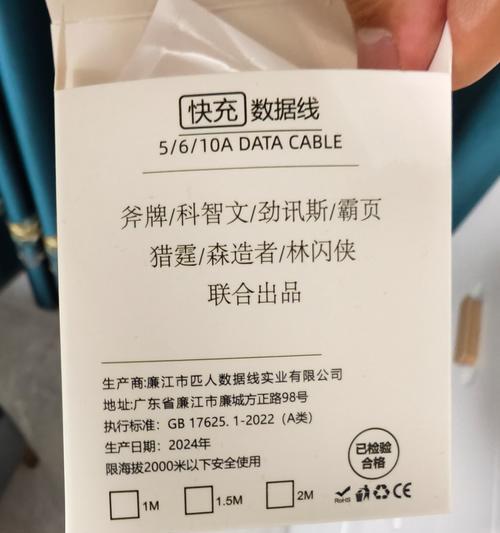 快充 数据线
5/6/10A DATA CABLE
斧牌/科智文/劲讯斯/霸页
猎霆/森造者/林闪侠
联合出品
生产商:廉江市匹人数据线实业有限公司
地址:广东省廉江市廉城方正路98号
执行标准: GB 17625. 1-2022（A类）
生产日期: 2024年
限海拔2000米以下安全使用
已检验
合格
1M 1.5M 2M
RoHS CE